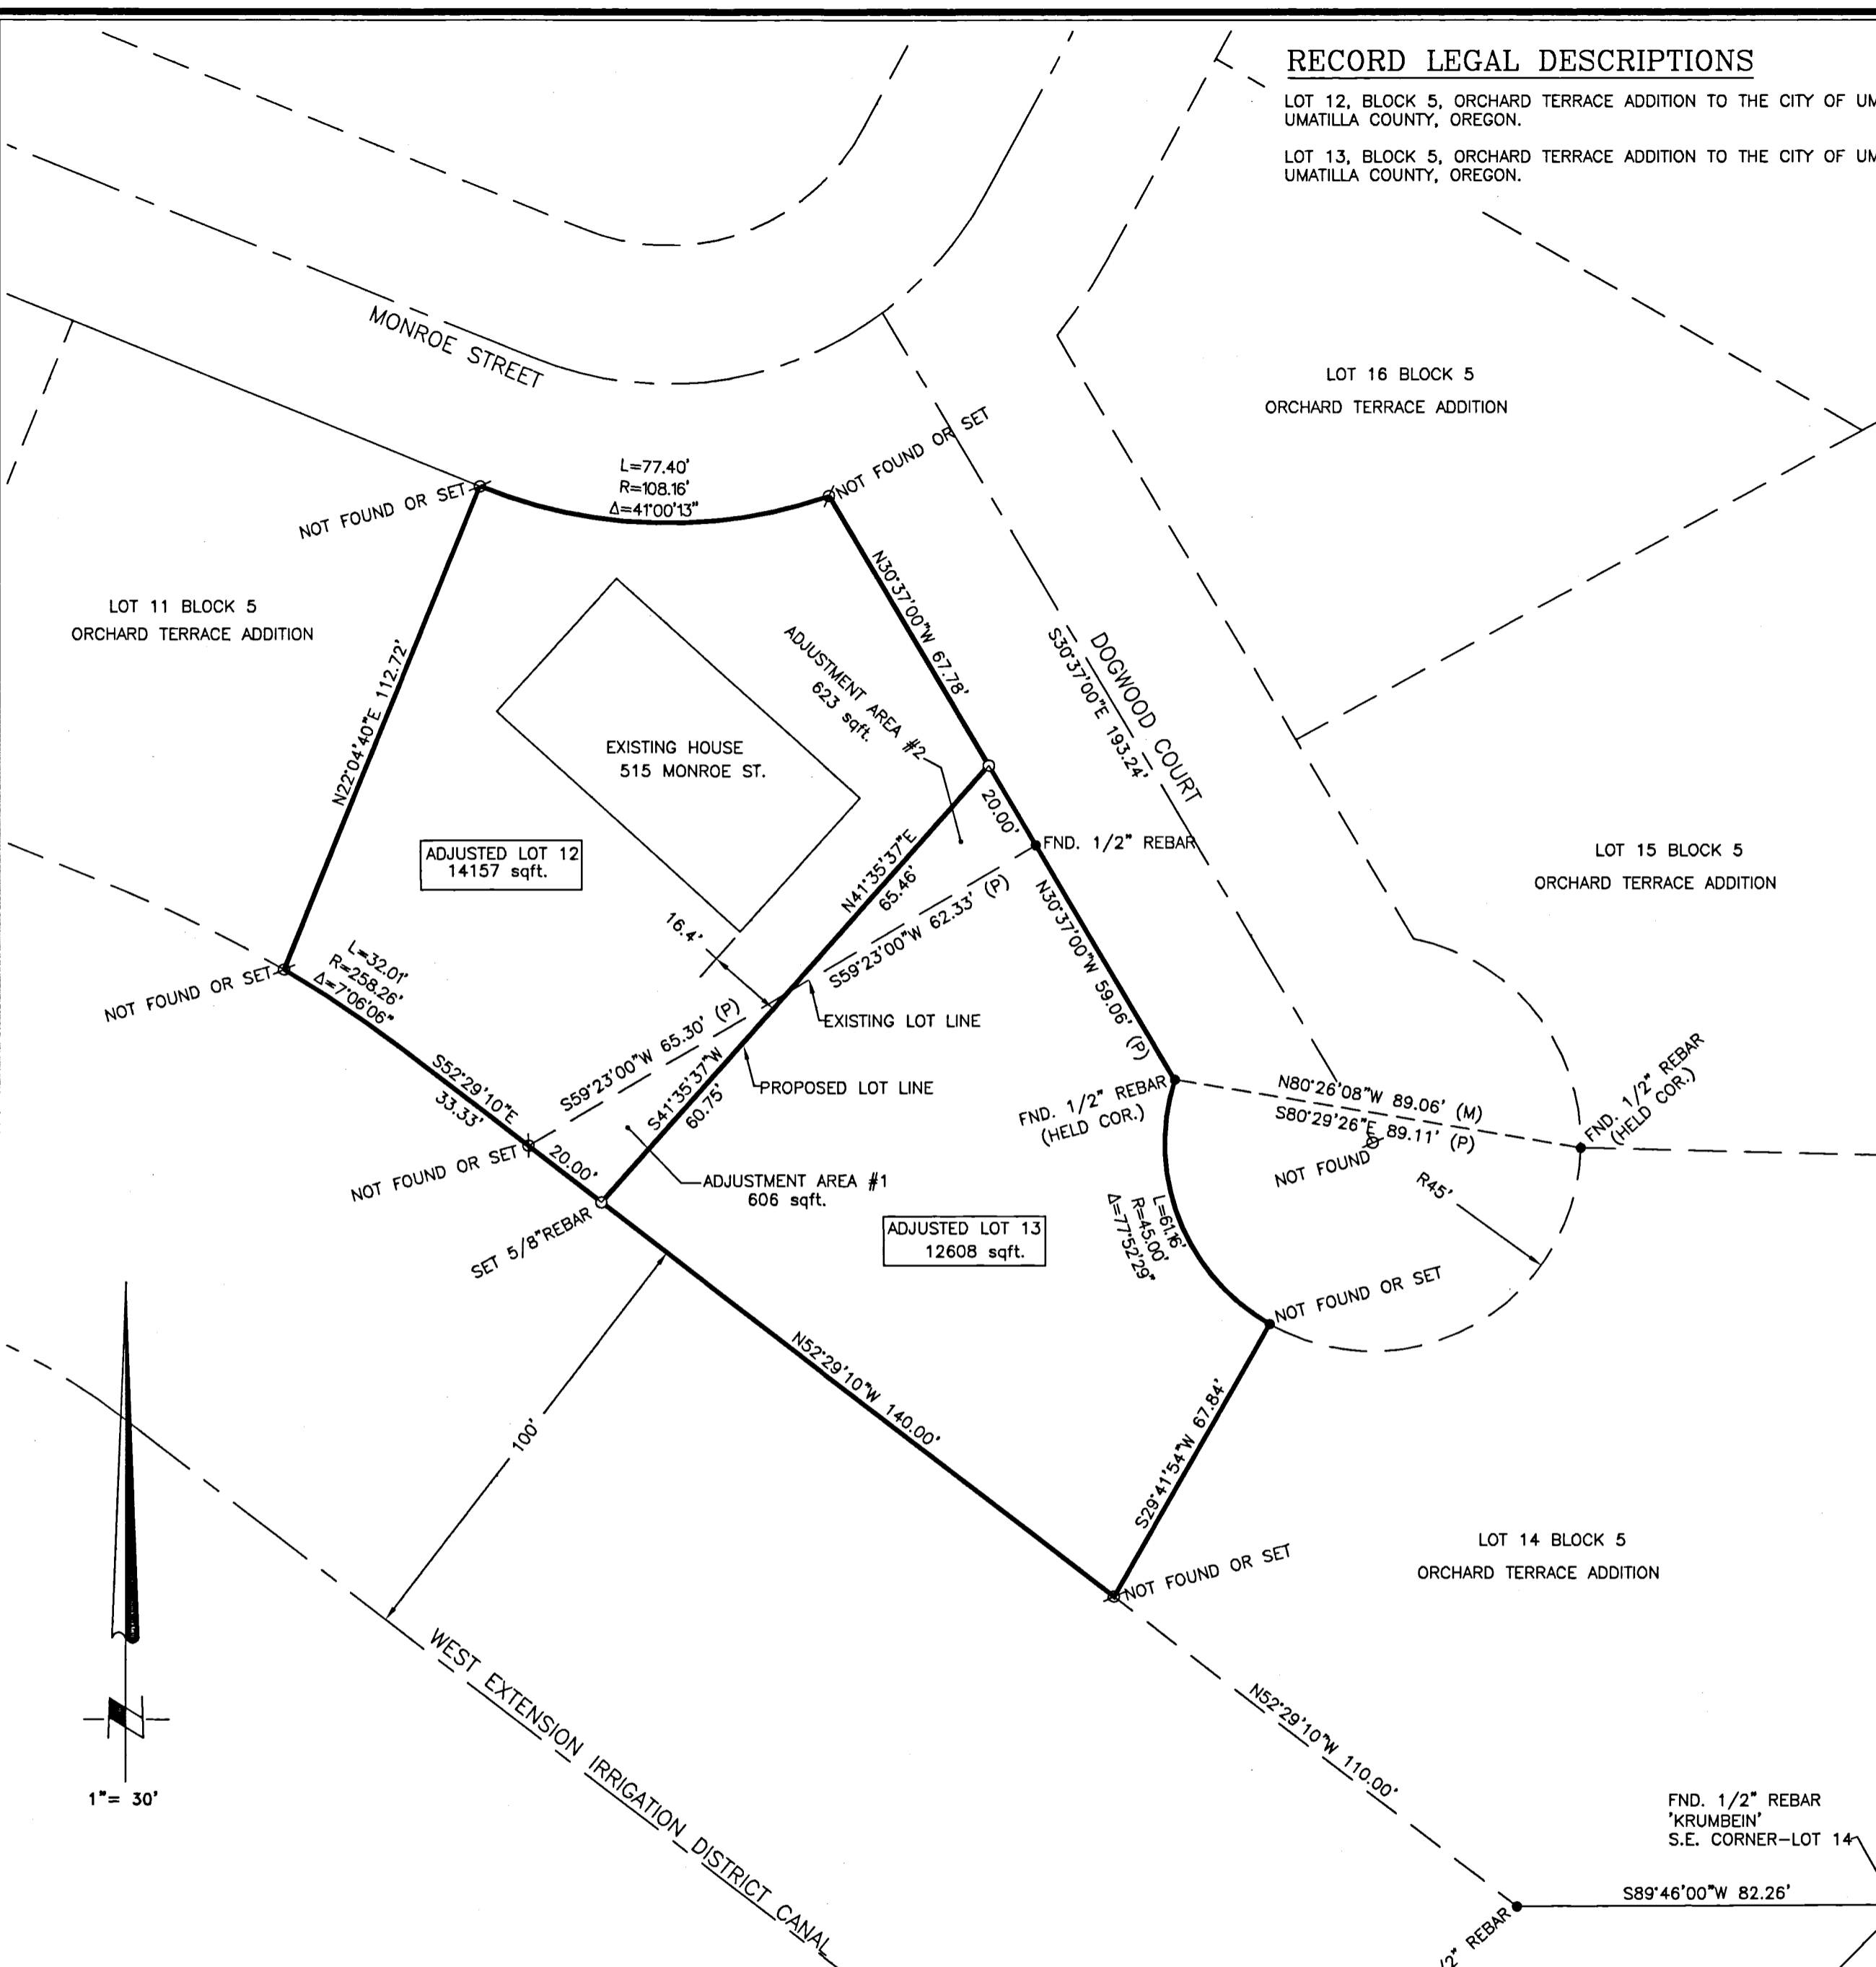 RECORD LEGAL DESCRIPTIONS
LOT 12, BLOCK 5, ORCHARD TERRACE ADDITION TO THE CITY OF UM
UMATILLA COUNTY, OREGON.
LOT 13, BLOCK 5, ORCHARD TERRACE ADDITION TO THE CITY OF UM
UMATILLA COUNTY, OREGON.
MONROE STREET
LOT 16 BLOCK 5
ORCHARD TERRACE ADDITION
NOT FOUND OR SET
L=77.40'
R=108.16'
Δ=41°00'13"
NOT FOUND OR SET
LOT 11 BLOCK 5
ORCHARD TERRACE ADDITION
N22°04'40"E 112.72'
N30°37'00"W 67.78'
ADJUSTMENT AREA #2
623 sqft.
DOGWOOD COURT
S30°37'00"E 193.24'
EXISTING HOUSE
515 MONROE ST.
20.00'
FND. 1/2" REBAR
ADJUSTED LOT 12
14157 sqft.
N41°35'37"E
65.46'
S59°23'00"W 62.33' (P)
N30°37'00"W 59.06' (P)
LOT 15 BLOCK 5
ORCHARD TERRACE ADDITION
16.4'
NOT FOUND OR SET
L=32.01'
R=258.26'
Δ=7°06'06"
S59°23'00"W 65.30' (P)
EXISTING LOT LINE
S41°35'37"W
60.75'
PROPOSED LOT LINE
S52°29'10"E
33.33'
FND. 1/2" REBAR
(HELD COR.)
N80°26'08"W 89.06' (M)
S80°29'26"E 89.11' (P)
FND. 1/2" REBAR
(HELD COR.)
NOT FOUND
R45'
NOT FOUND OR SET
20.00'
ADJUSTMENT AREA #1
606 sqft.
SET 5/8"REBAR
ADJUSTED LOT 13
12608 sqft.
L=61.16'
R=45.00'
Δ=77°52'29"
NOT FOUND OR SET
100'
N52°29'10"W 140.00'
S29°41'54"W 67.84'
NOT FOUND OR SET
LOT 14 BLOCK 5
ORCHARD TERRACE ADDITION
WEST EXTENSION IRRIGATION DISTRICT CANAL
N52°29'10"W 110.00'
1"= 30'
FND. 1/2" REBAR
'KRUMBEIN'
S.E. CORNER-LOT 14
S89°46'00"W 82.26'
/2" REBAR